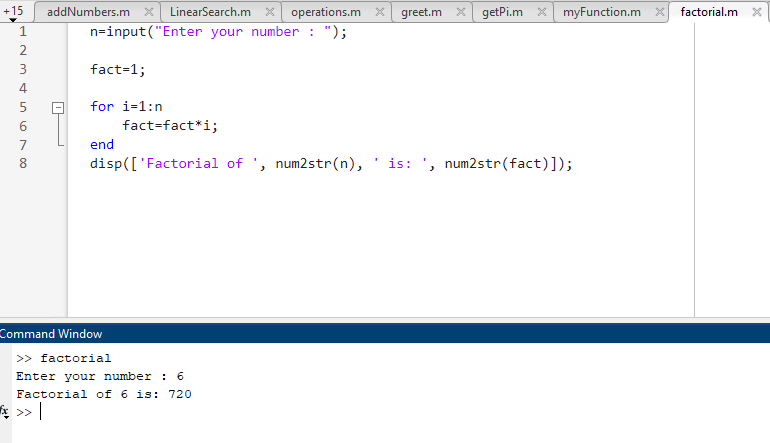 +15 addNumbers.m LinearSearch.m operations.m greet.m getPi.m myFunction.m factorial.m
1 n=input("Enter your number : ");
2
3 fact=1;
4
5 for i=1:n
6 fact=fact*i;
7 end
8 disp(['Factorial of ', num2str(n), ' is: ', num2str(fact)]);
Command Window
>> factorial
Enter your number : 6
Factorial of 6 is: 720
fx >>